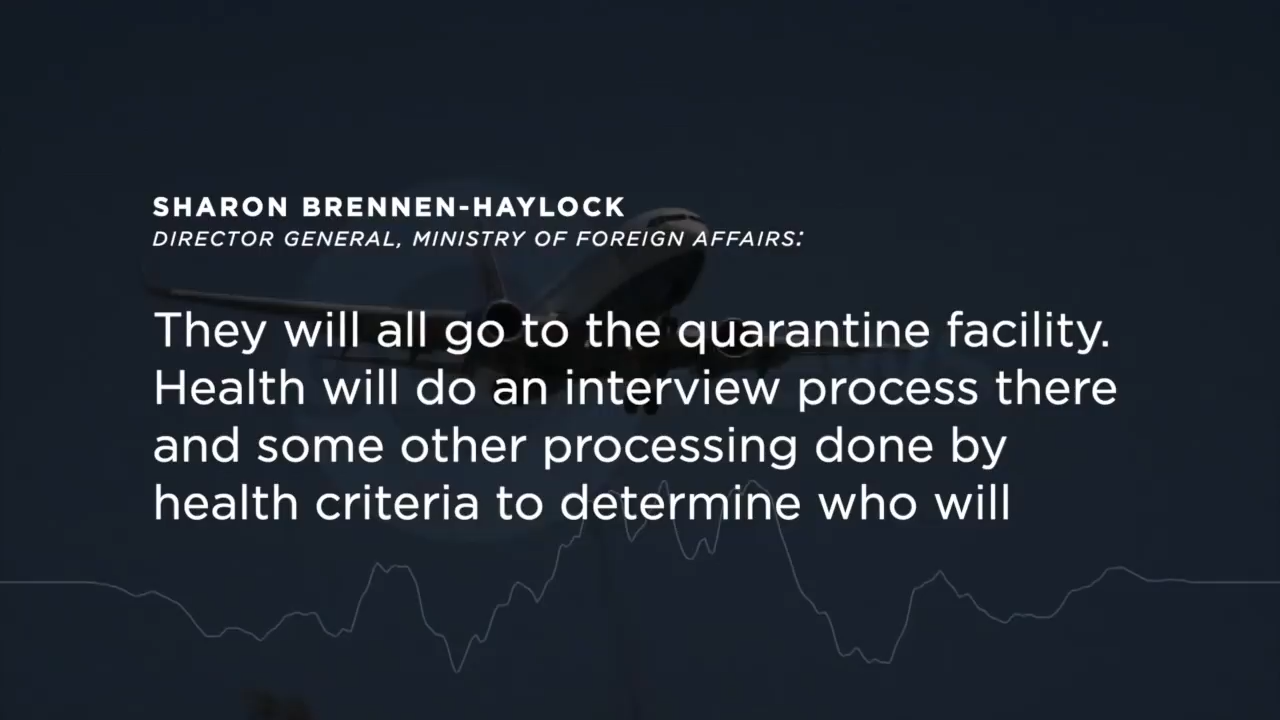 SHARON BRENNEN-HAYLOCK
DIRECTOR GENERAL, MINISTRY OF FOREIGN AFFAIRS:
They will all go to the quarantine facility.
Health will do an interview process there
and some other processing done by
health criteria to determine who will